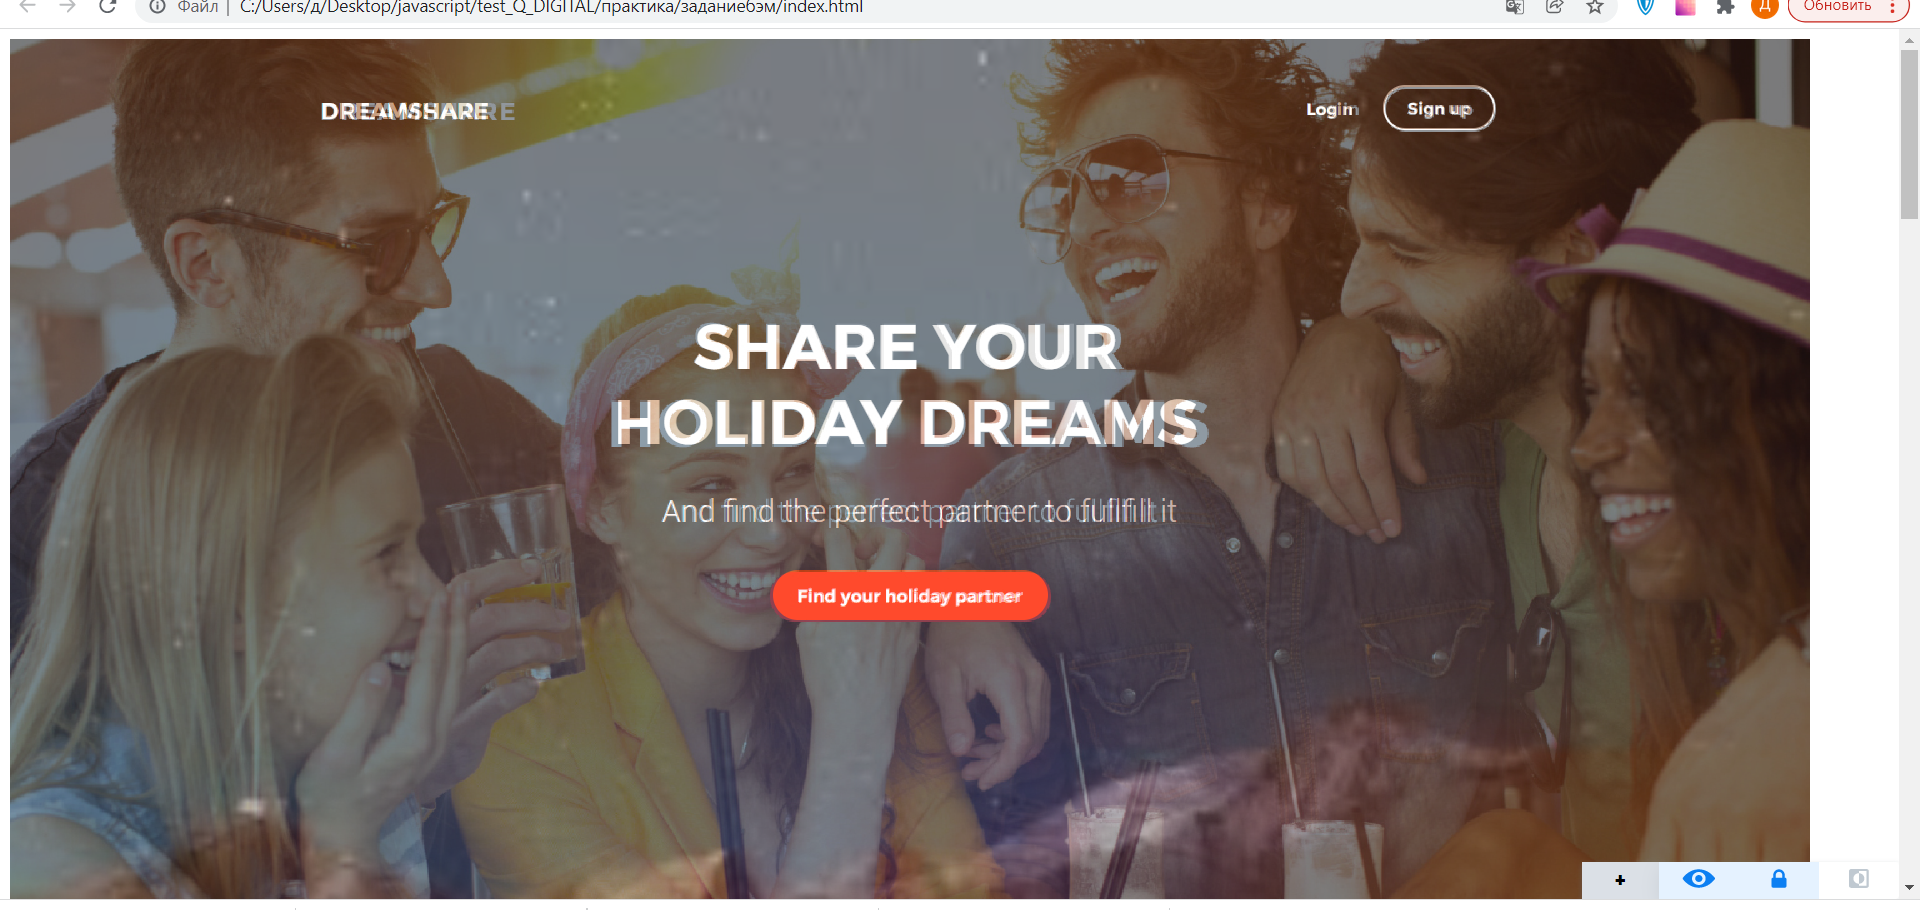 Файл
C:/Users/д/Desktop/javascript/test_Q_DIGITAL/практика/заданиебэм/index.html
Д
Обновить
DREAMSHARE
Login
Sign up
SHARE YOUR
HOLIDAY DREAMS
And find the perfect partner to fulfil it
Find your holiday partner
+